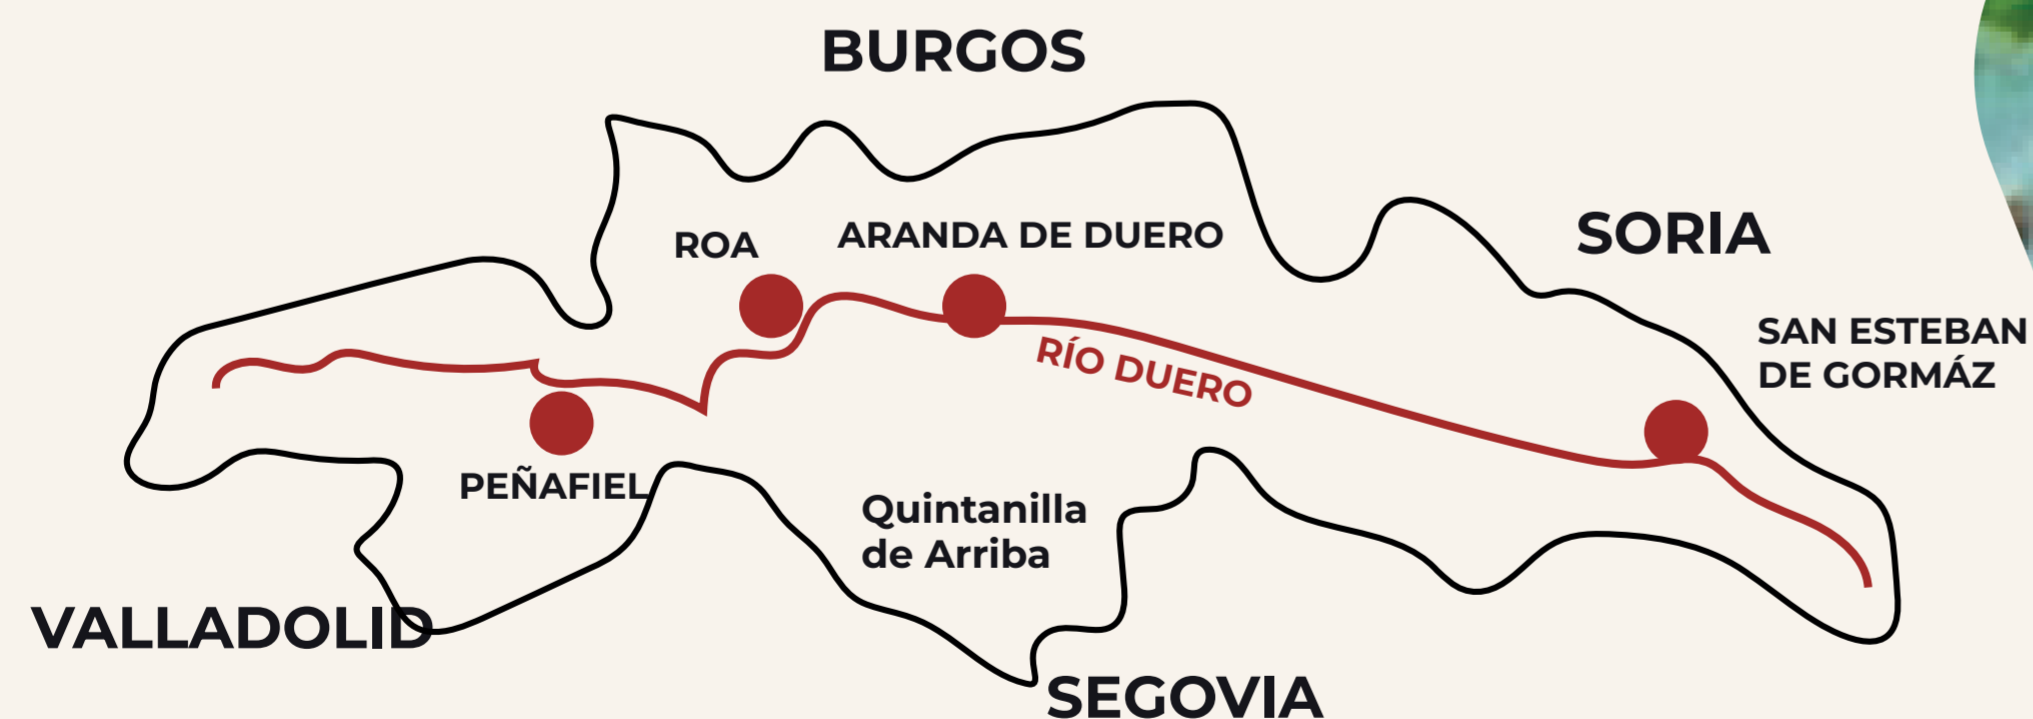 BURGOS
SORIA
ROA
ARANDA DE DUERO
SAN ESTEBAN
DE GORMÁZ
RÍO DUERO
PEÑAFIEL
Quintanilla
de Arriba
VALLADOLID
SEGOVIA